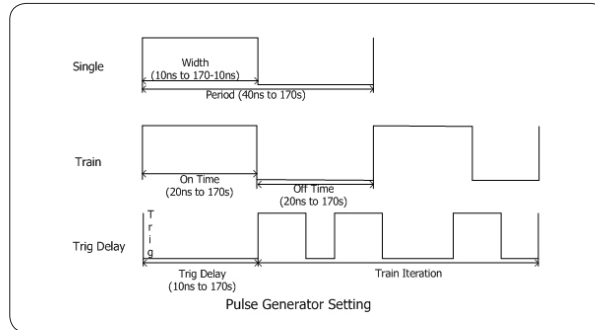 Single
Width
(10ns to 170-10ns)
Period (40ns to 170s)
Train
On Time
(20ns to 170s)
Off Time
(20ns to 170s)
Trig Delay
Trig
Trig Delay
(10ns to 170s)
Train Iteration
Pulse Generator Setting